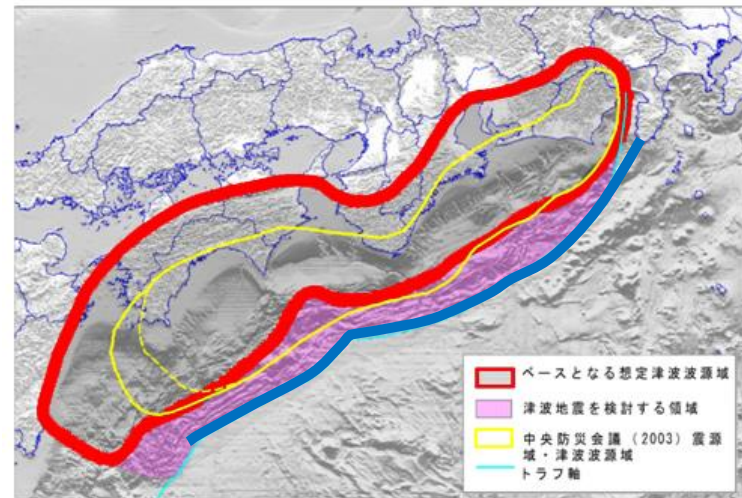 ベースとなる想定津波波源域
津波地震を検討する領域
中央防災会議(2003)震源
域・津波波源域
トラフ軸